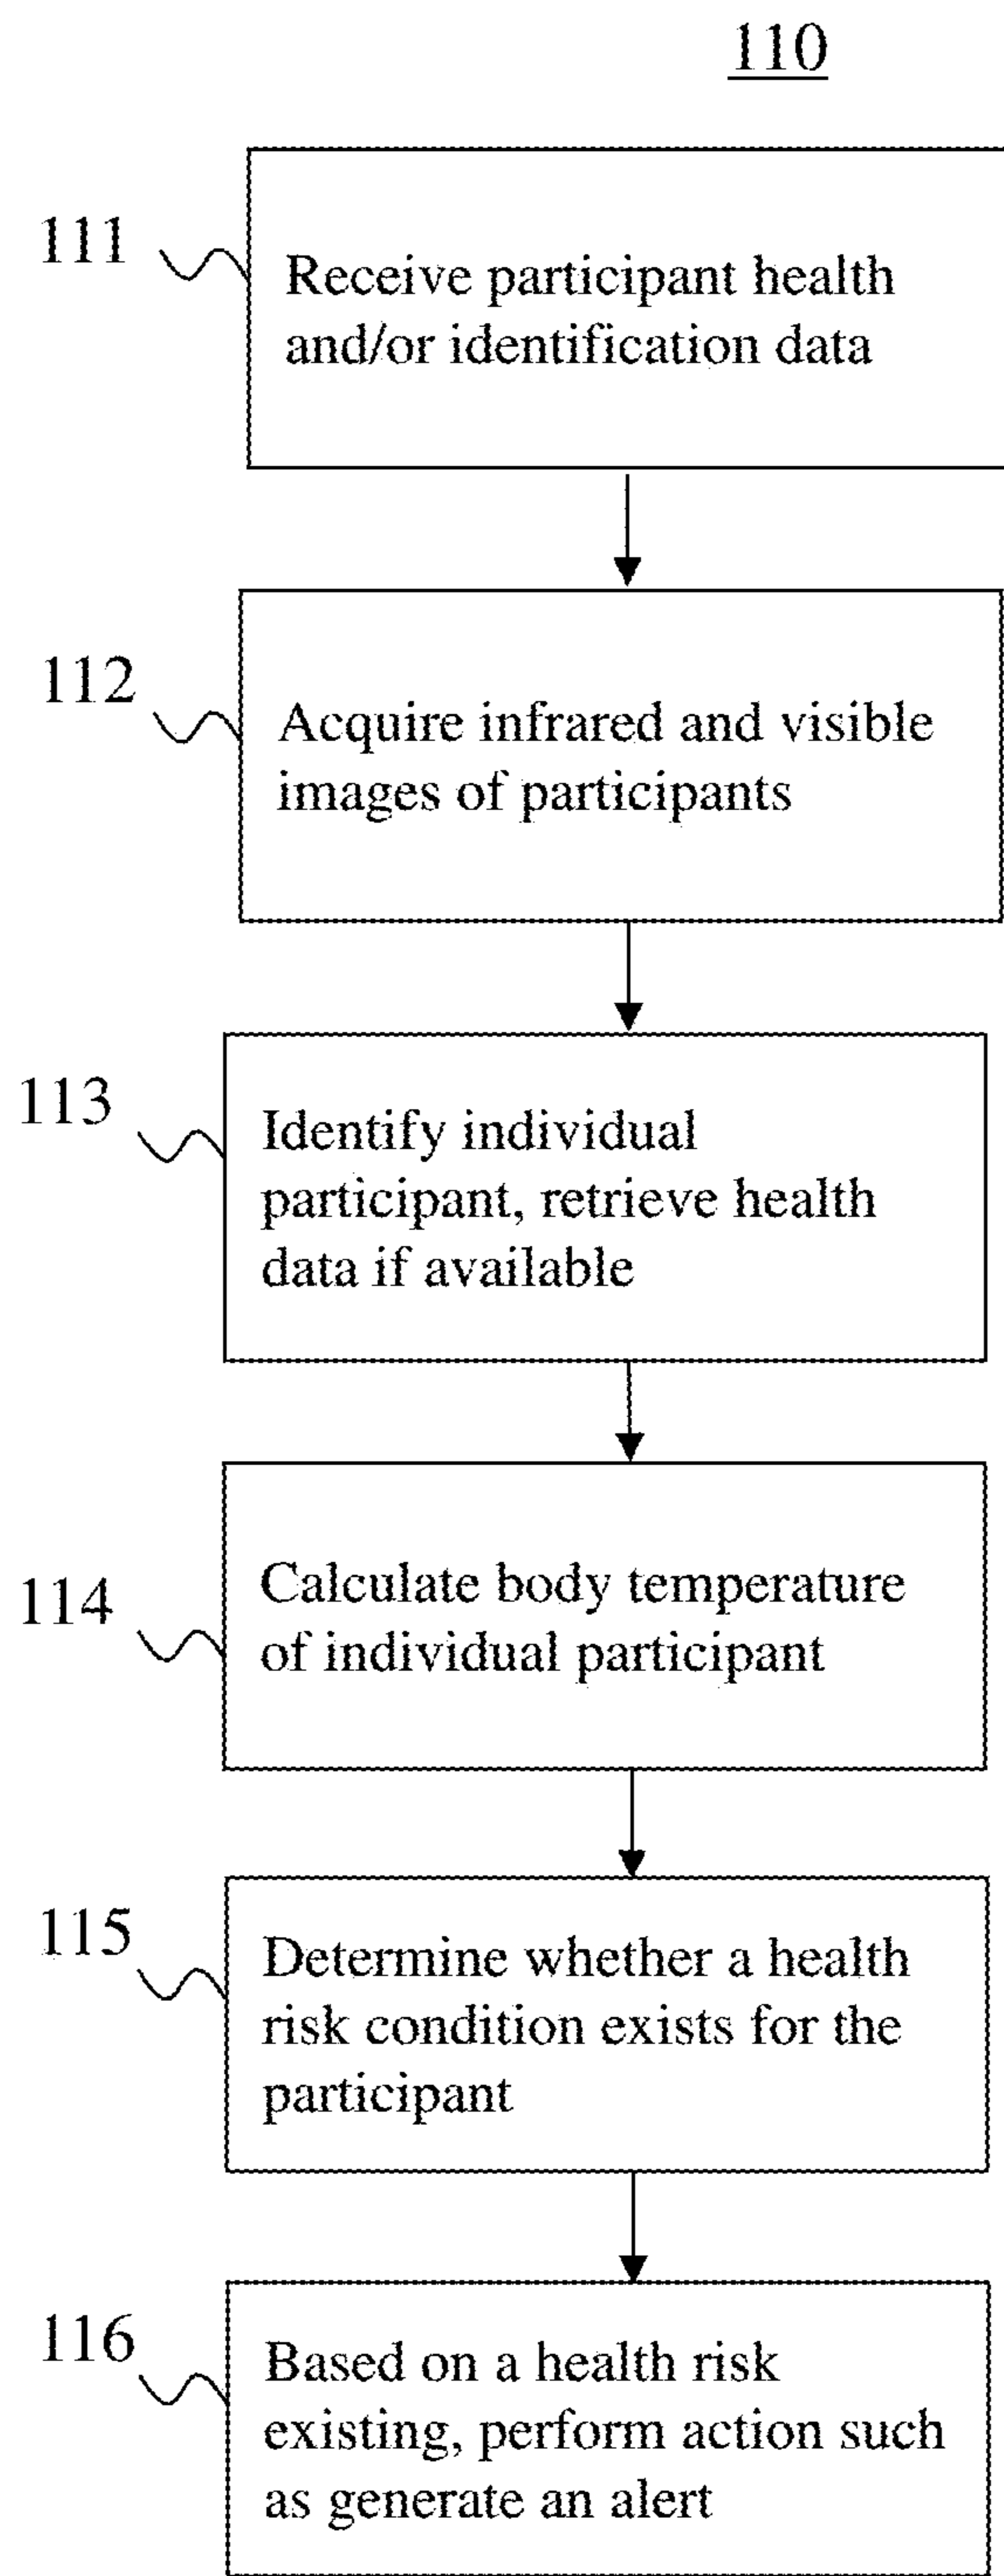 110
111
Receive participant health
and/or identification data
112
Acquire infrared and visible
images of participants
113
Identify individual
participant, retrieve health
data if available
114
Calculate body temperature
of individual participant
115
Determine whether a health
risk condition exists for the
participant
116
Based on a health risk
existing, perform action such
as generate an alert